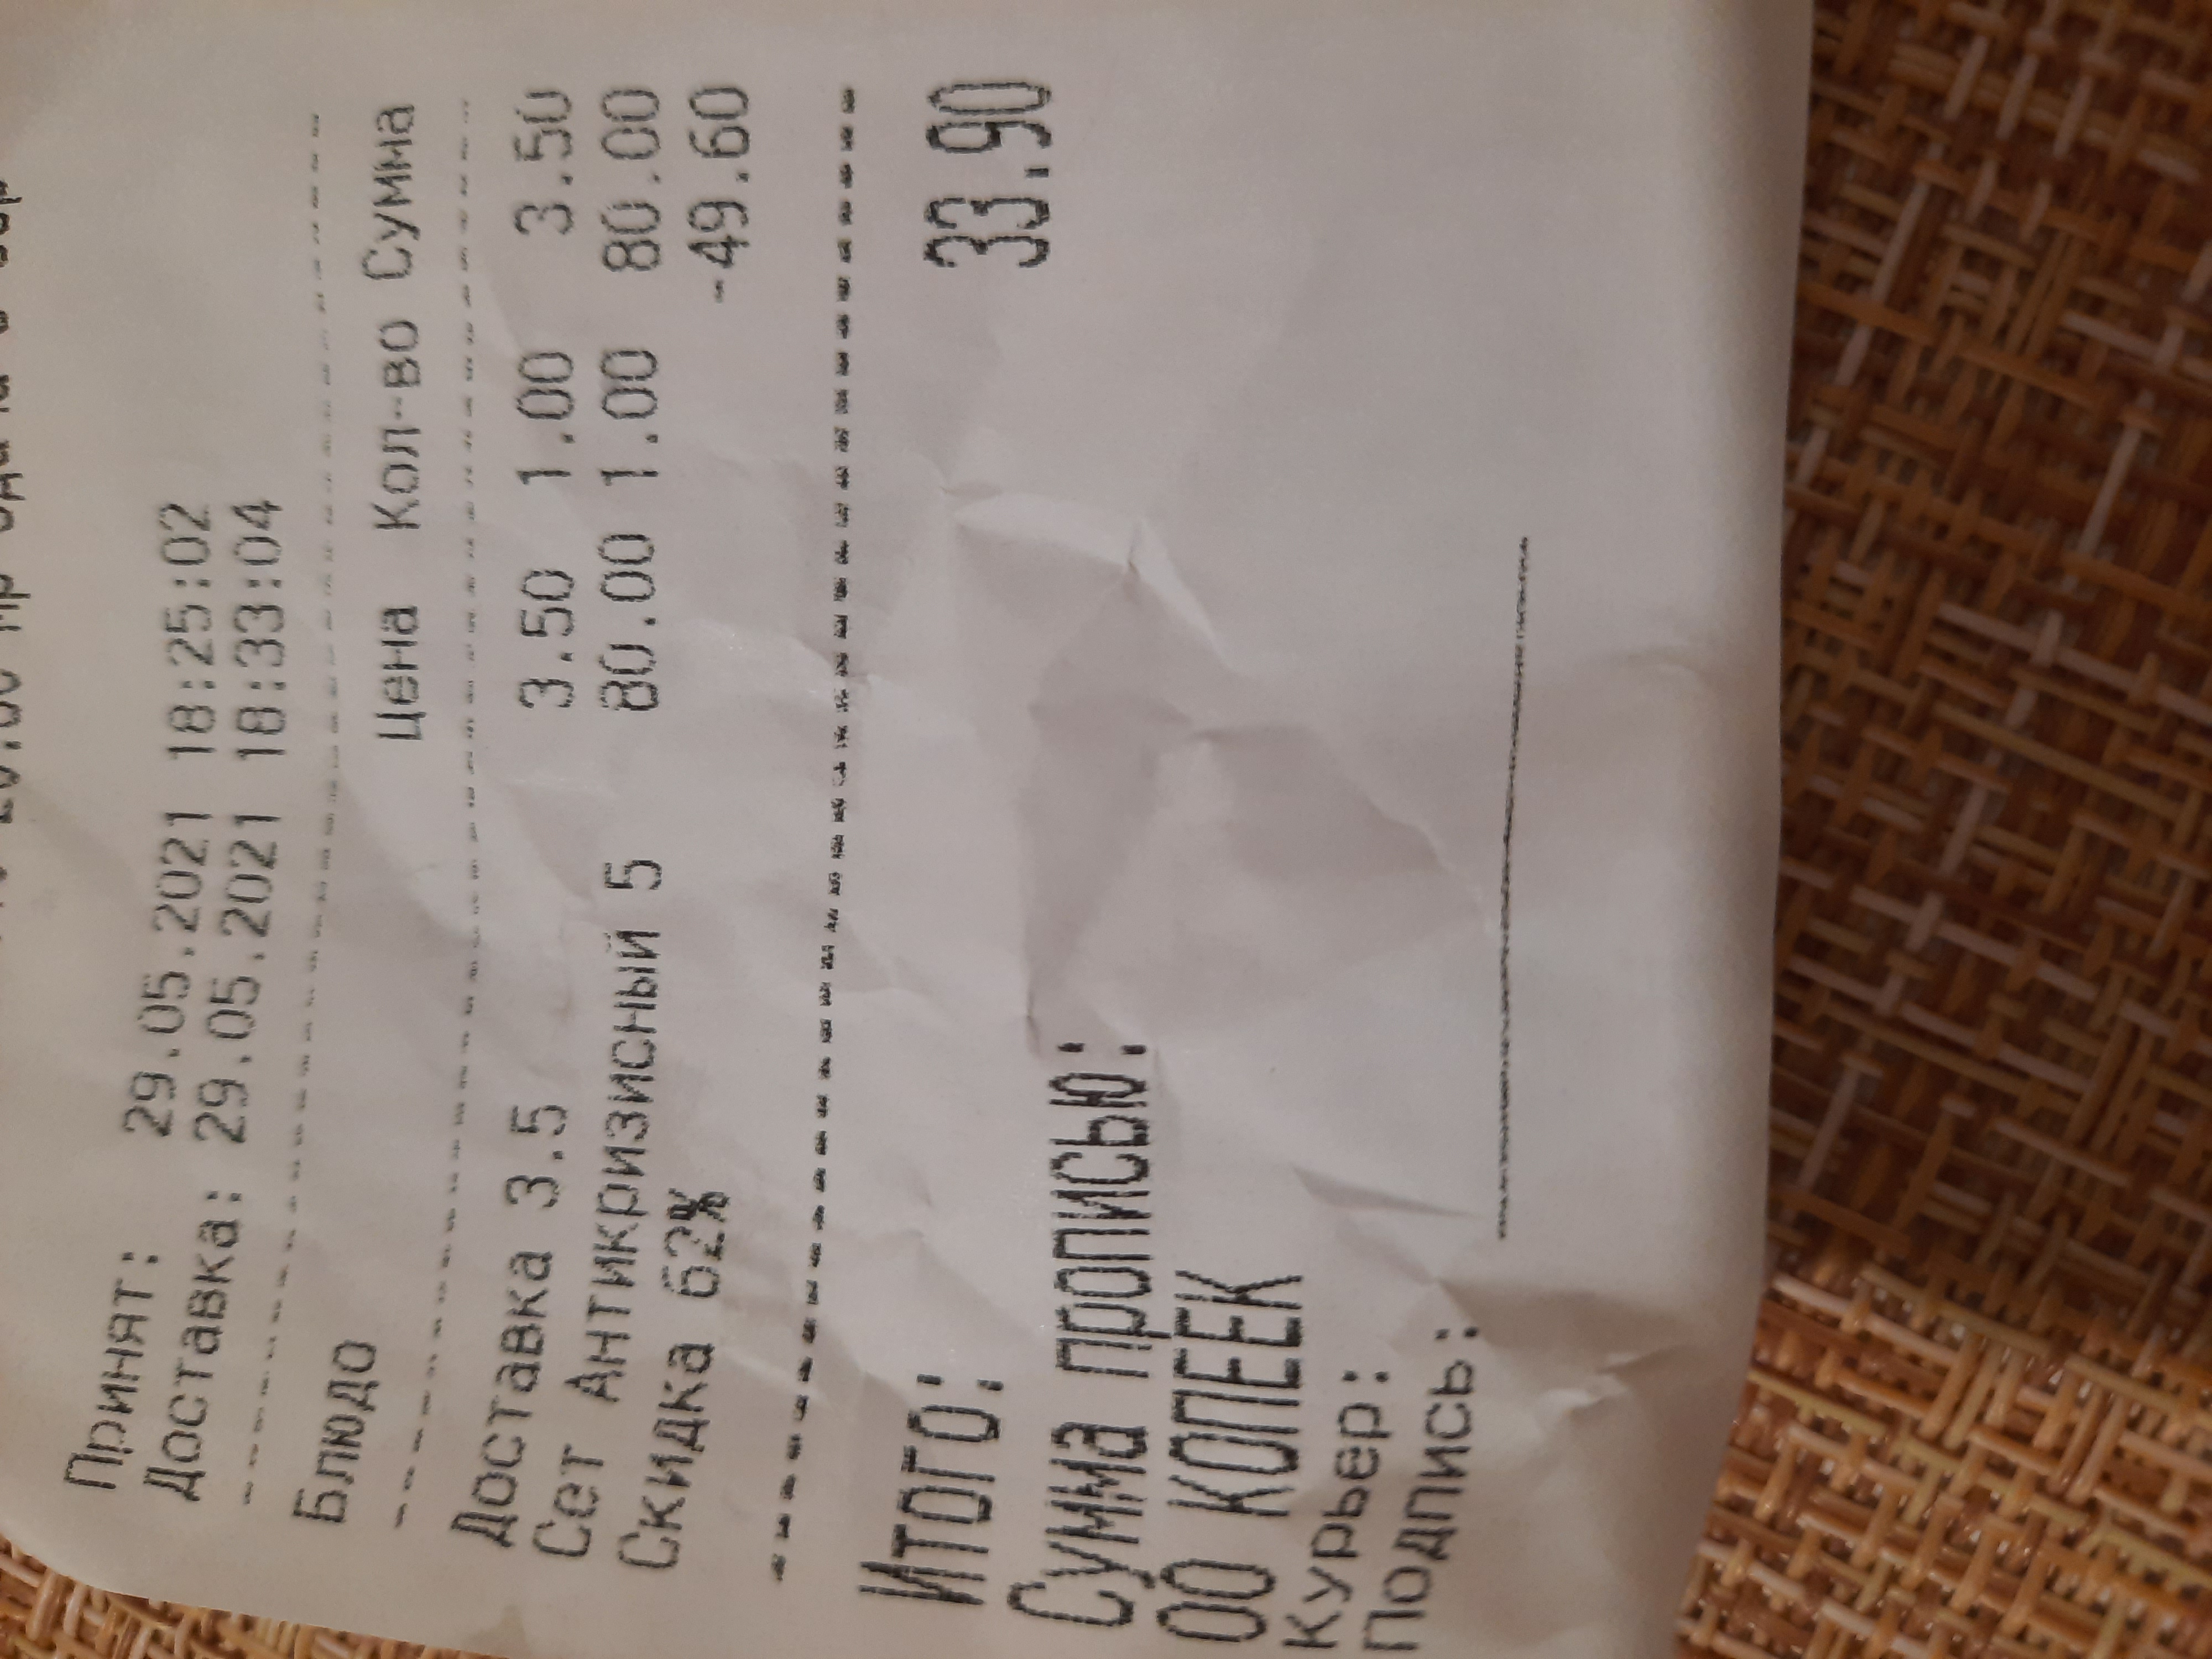 Принят: 29.05.2021 18:25:02
Доставка: 29.05.2021 18:33:04
Блюдо Цена Кол-во Сумма
Доставка 3.5 3.50 1.00 3.50
Сет Антикризисный 5 80.00 1.00 80.00
Скидка 62% -49.60
Итого: 33.90
Сумма прописью:
00 КОПЕЕК
Курьер:
Подпись: